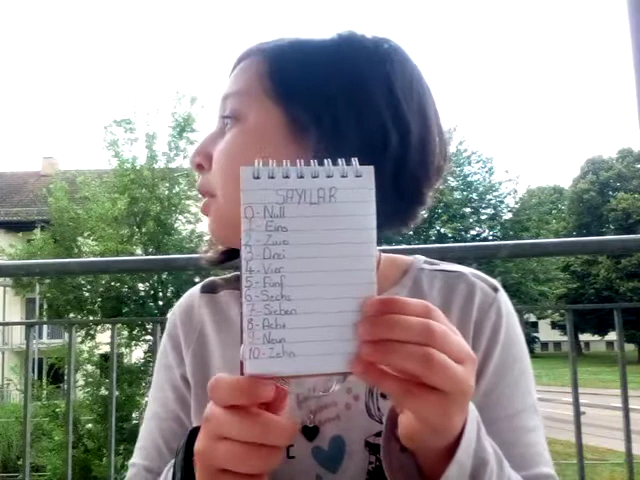 SAYILAR
0- Null
1- Eins
2- Zwei
3- Drei
4- Vier
5- Fünf
6- Sechs
7- Sieben
8- Acht
9- Neun
10- Zehn